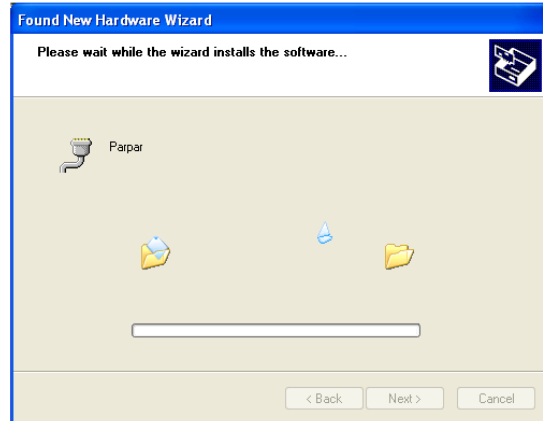 Found New Hardware Wizard
Please wait while the wizard installs the software...
Parpar
< Back
Next >
Cancel